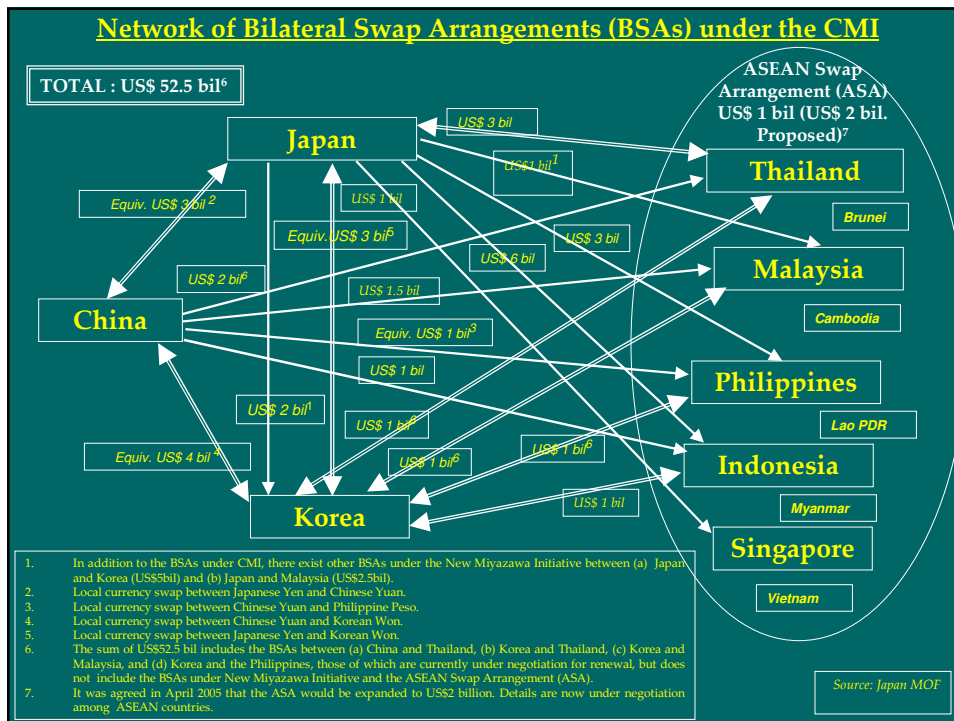 Network of Bilateral Swap Arrangements (BSAs) under the CMI
TOTAL : US$ 52.5 bil6
ASEAN Swap
Arrangement (ASA)
US$ 1 bil (US$ 2 bil.
Proposed)7
US$ 3 bil
Japan
US$1 bil1
Thailand
US$ 1 bil
Equiv. US$ 3 bil 2
Brunei
Equiv.US$ 3 bil5
US$ 3 bil
US$ 6 bil
Malaysia
US$ 2 bil6
US$ 1.5 bil
China
Cambodia
Equiv. US$ 1 bil3
US$ 1 bil
Philippines
US$ 2 bil1
US$ 1 bil6
Lao PDR
Equiv. US$ 4 bil 4
US$ 1 bil6
US$ 1 bil6
Indonesia
US$ 1 bil
Korea
Myanmar
Singapore
Vietnam
1. In addition to the BSAs under CMI, there exist other BSAs under the New Miyazawa Initiative between (a) Japan
and Korea (US$5bil) and (b) Japan and Malaysia (US$2.5bil).
2. Local currency swap between Japanese Yen and Chinese Yuan.
3. Local currency swap between Chinese Yuan and Philippine Peso.
4. Local currency swap between Chinese Yuan and Korean Won.
5. Local currency swap between Japanese Yen and Korean Won.
6. The sum of US$52.5 bil includes the BSAs between (a) China and Thailand, (b) Korea and Thailand, (c) Korea and
Malaysia, and (d) Korea and the Philippines, those of which are currently under negotiation for renewal, but does
not include the BSAs under New Miyazawa Initiative and the ASEAN Swap Arrangement (ASA).
7. It was agreed in April 2005 that the ASA would be expanded to US$2 billion. Details are now under negotiation
among ASEAN countries.
Source: Japan MOF